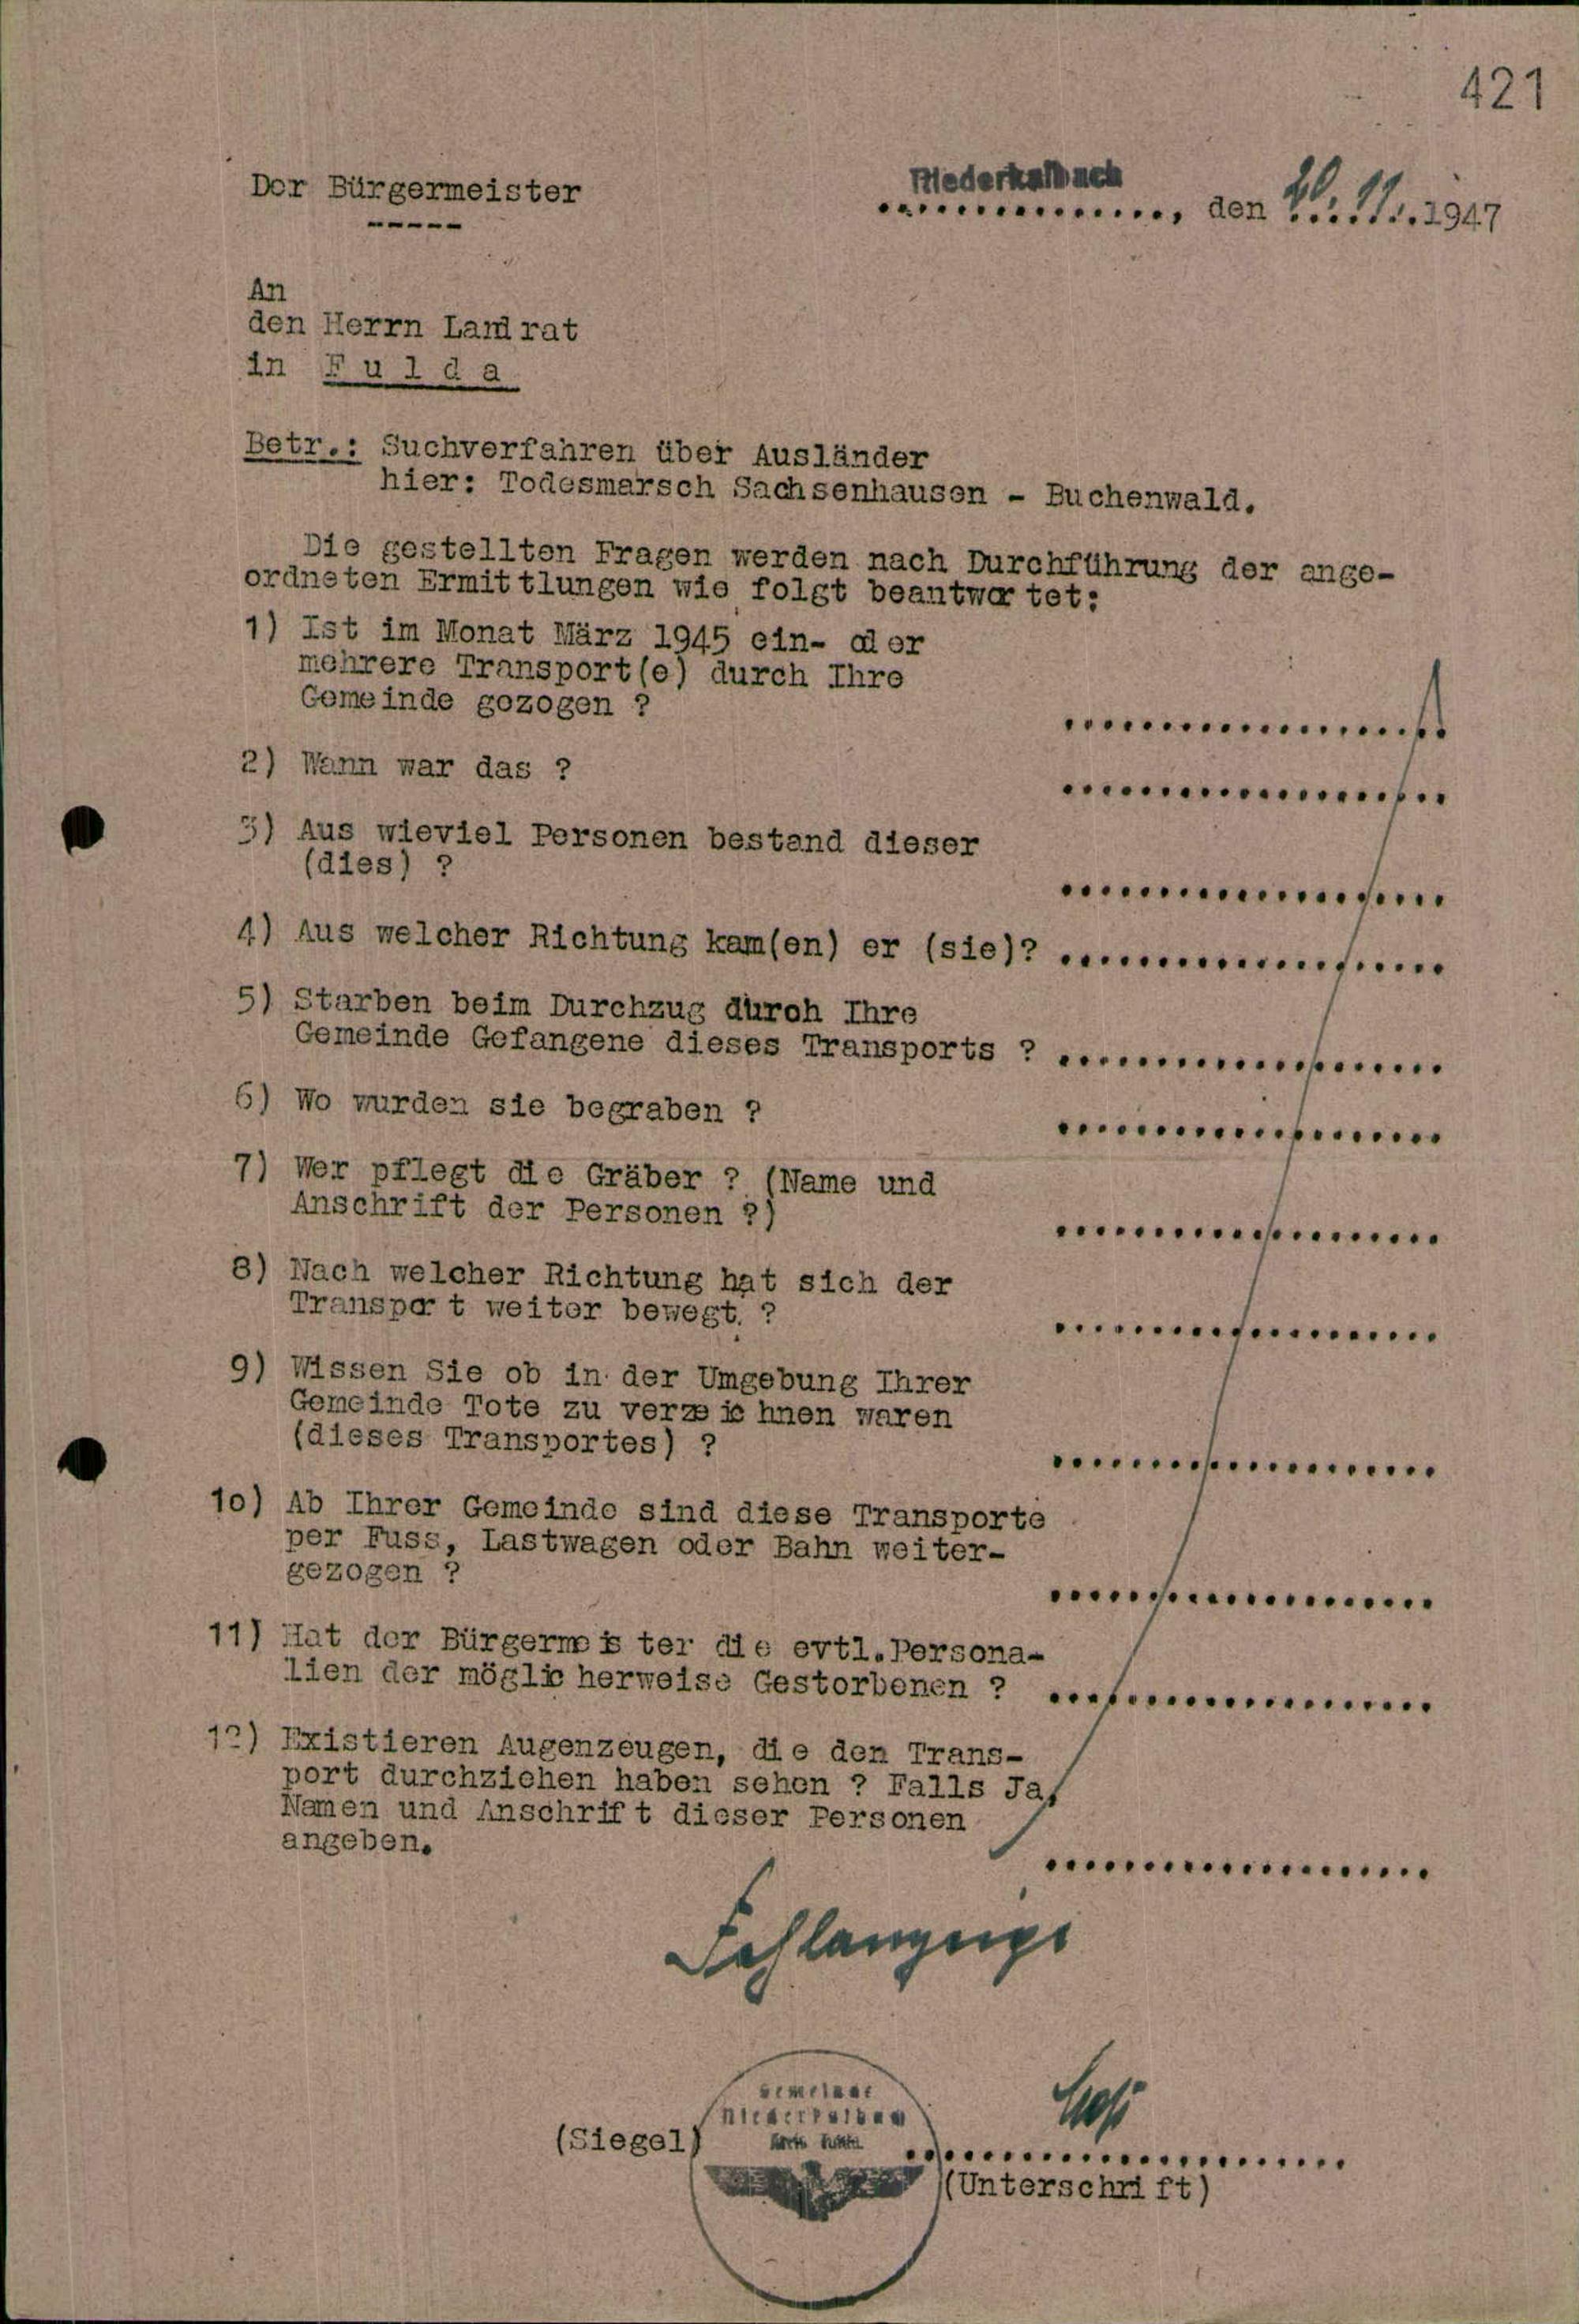 421
Der Bürgermeister
-----
Niederkalbach, den 20.11.1947
An
den Herrn Landrat
in Fulda
Betr.: Suchverfahren über Ausländer
hier: Todesmarsch Sachsenhausen - Buchenwald.
Die gestellten Fragen werden nach Durchführung der ange-
ordneten Ermittlungen wie folgt beantwortet:
1) Ist im Monat März 1945 ein- oder
mehrere Transport(e) durch Ihre
Gemeinde gezogen ? ....................
2) Wann war das ? ....................
3) Aus wieviel Personen bestand dieser
(dies) ? ....................
4) Aus welcher Richtung kam(en) er (sie)? ....................
5) Starben beim Durchzug durch Ihre
Gemeinde Gefangene dieses Transports ? ....................
6) Wo wurden sie begraben ? ....................
7) Wer pflegt die Gräber ? (Name und
Anschrift der Personen ?) ....................
8) Nach welcher Richtung hat sich der
Transport weiter bewegt ? ....................
9) Wissen Sie ob in der Umgebung Ihrer
Gemeinde Tote zu verzeichnen waren
(dieses Transportes) ? ....................
10) Ab Ihrer Gemeinde sind diese Transporte
per Fuss, Lastwagen oder Bahn weiter-
gezogen ? ....................
11) Hat der Bürgermeister die evtl.Persona-
lien der möglicherweise Gestorbenen ? ....................
12) Existieren Augenzeugen, die den Trans-
port durchziehen haben sehen ? Falls Ja,
Namen und Anschrift dieser Personen
angeben. ....................
Fehlanzeige
Gemeinde
Niederkalbach
Kreis Fulda
(Siegel) .......................
(Unterschrift)